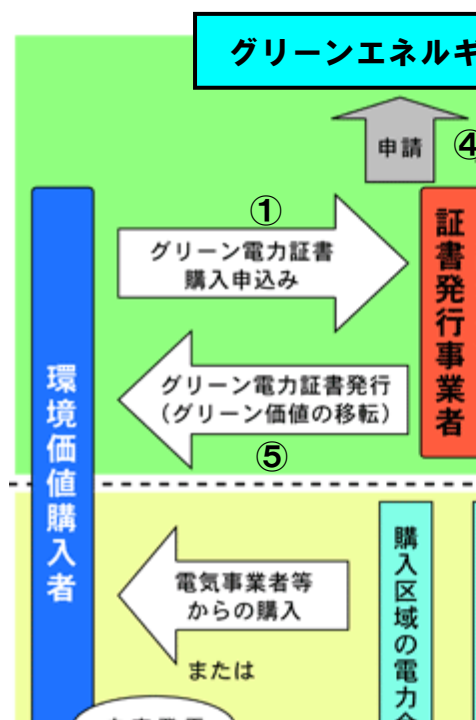 グリーンエネルギ
申請
④
①
グリーン電力証書
購入申込み
証書発行事業者
グリーン電力証書発行
(グリーン価値の移転)
⑤
環境価値購入者
電気事業者等
からの購入
または
購入区域の電力